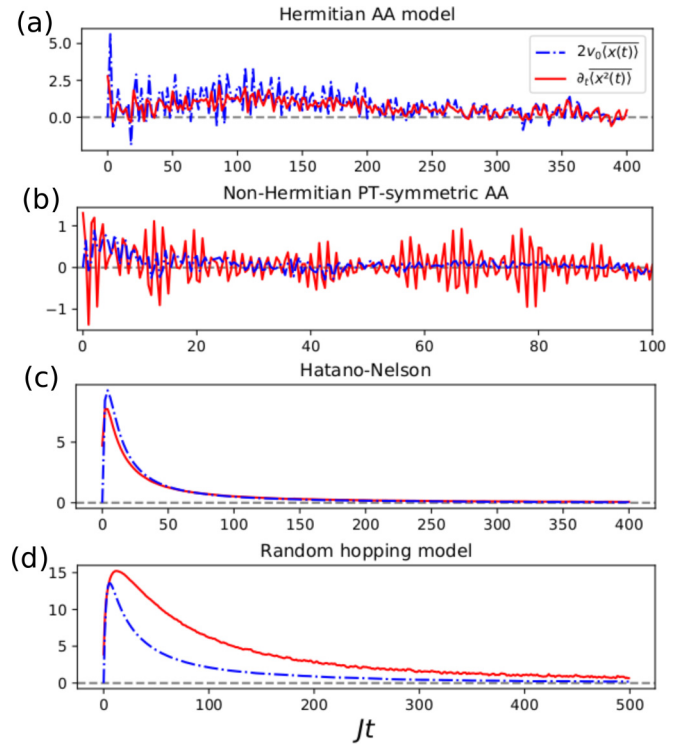 (a)
Hermitian AA model
5.0
2.5
0.0
2v₀⟨x(t)⟩
∂ₜ⟨x²(t)⟩
0 50 100 150 200 250 300 350 400
(b)
Non-Hermitian PT-symmetric AA
1
0
−1
0 20 40 60 80 100
(c)
Hatano-Nelson
5
0
0 50 100 150 200 250 300 350 400
(d)
Random hopping model
15
10
5
0
0 100 200 300 400 500
Jt